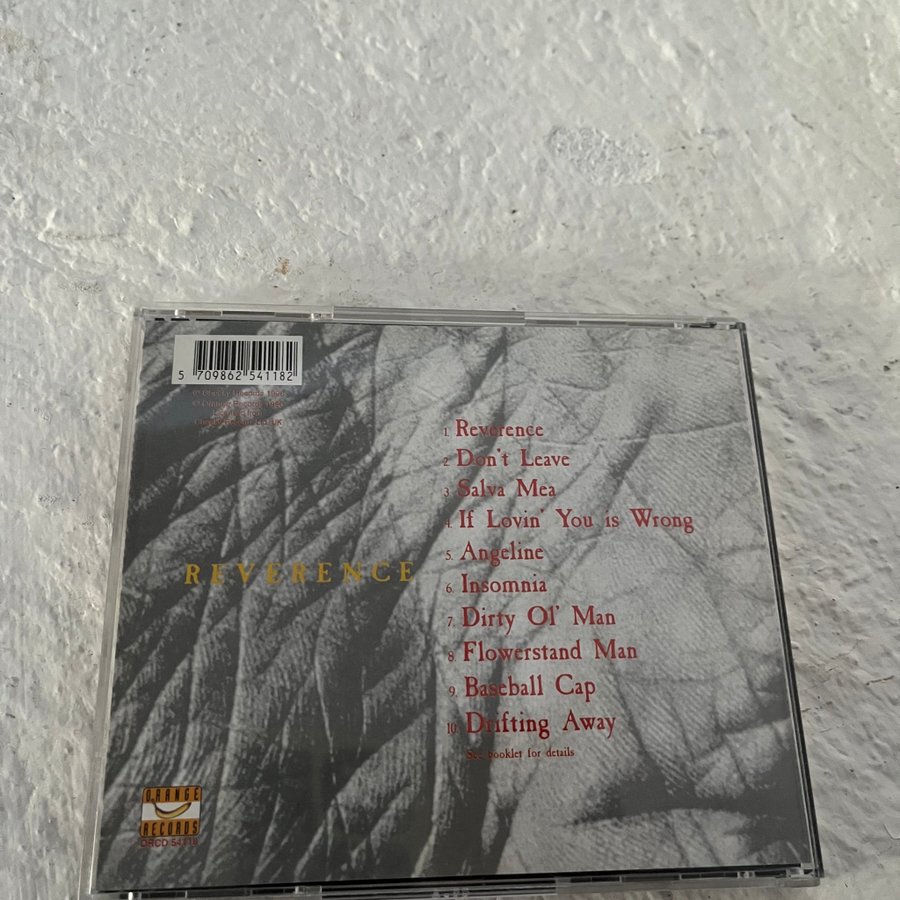 5 709862 541182
REVERENCE
1. Reverence
2. Don't Leave
3. Salva Mea
4. If Lovin' You is Wrong
5. Angeline
6. Insomnia
7. Dirty Ol' Man
8. Flowerstand Man
9. Baseball Cap
10. Drifting Away
See booklet for details
ORANGE
RECORDS